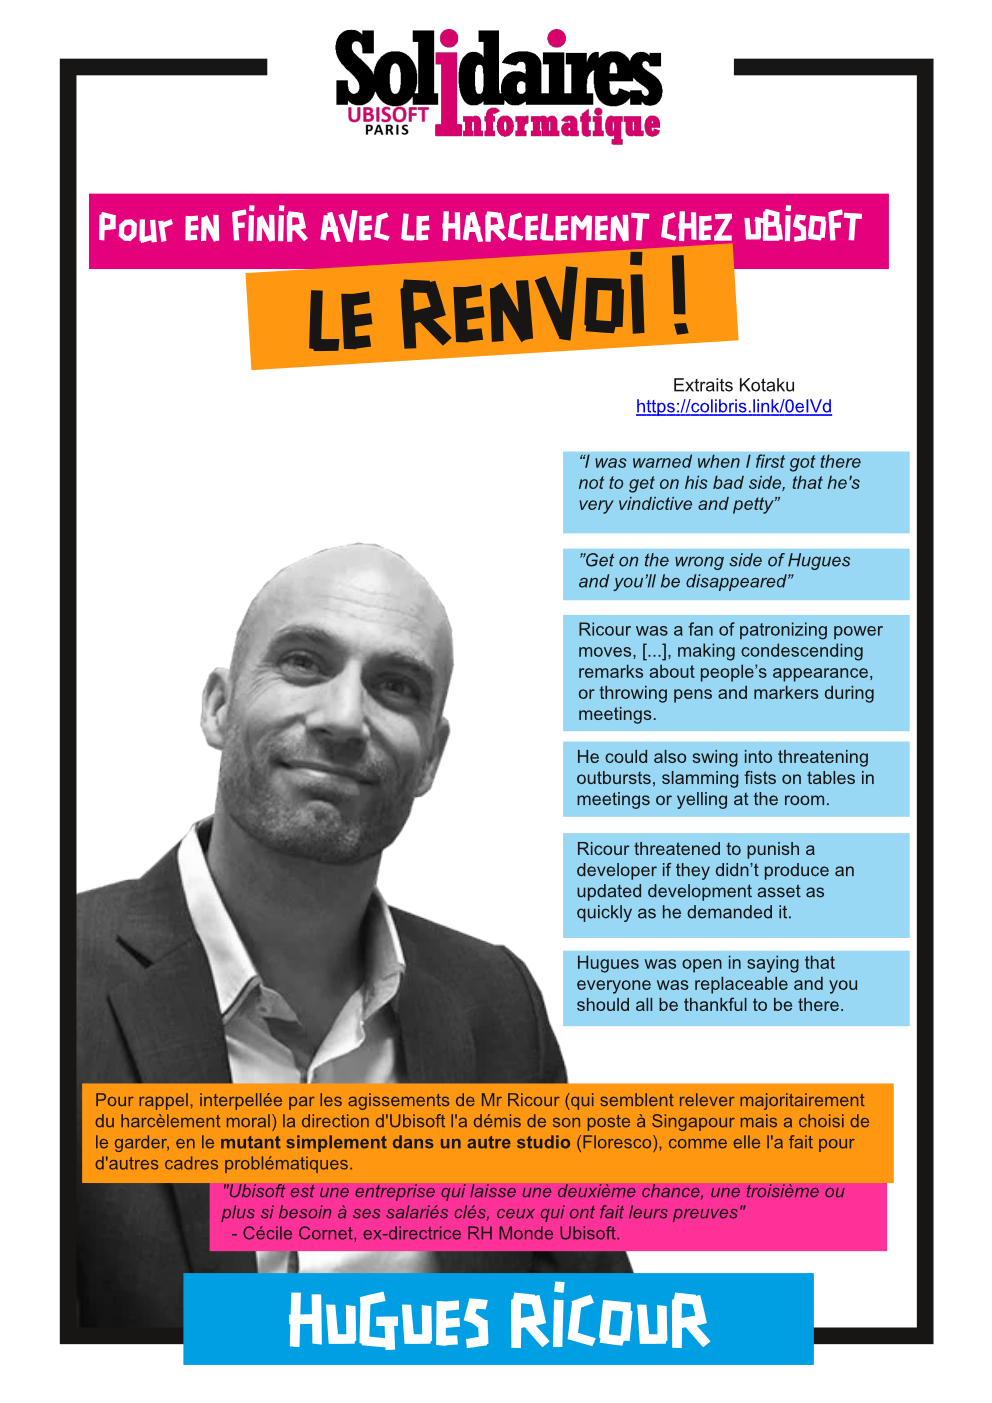 Solidaires
UBISOFT
PARIS
informatique
Pour EN FiNiR AVEC LE HARCELEMENT CHEZ uBiSOFT
LE RENVOi !
Extraits Kotaku
https://colibris.link/0eIVd
“I was warned when I first got there
not to get on his bad side, that he's
very vindictive and petty”
”Get on the wrong side of Hugues
and you’ll be disappeared”
Ricour was a fan of patronizing power
moves, [...], making condescending
remarks about people’s appearance,
or throwing pens and markers during
meetings.
He could also swing into threatening
outbursts, slamming fists on tables in
meetings or yelling at the room.
Ricour threatened to punish a
developer if they didn’t produce an
updated development asset as
quickly as he demanded it.
Hugues was open in saying that
everyone was replaceable and you
should all be thankful to be there.
Pour rappel, interpellée par les agissements de Mr Ricour (qui semblent relever majoritairement
du harcèlement moral) la direction d'Ubisoft l'a démis de son poste à Singapour mais a choisi de
le garder, en le mutant simplement dans un autre studio (Floresco), comme elle l'a fait pour
d'autres cadres problématiques.
"Ubisoft est une entreprise qui laisse une deuxième chance, une troisième ou
plus si besoin à ses salariés clés, ceux qui ont fait leurs preuves"
- Cécile Cornet, ex-directrice RH Monde Ubisoft.
HuGuES RiCOuR